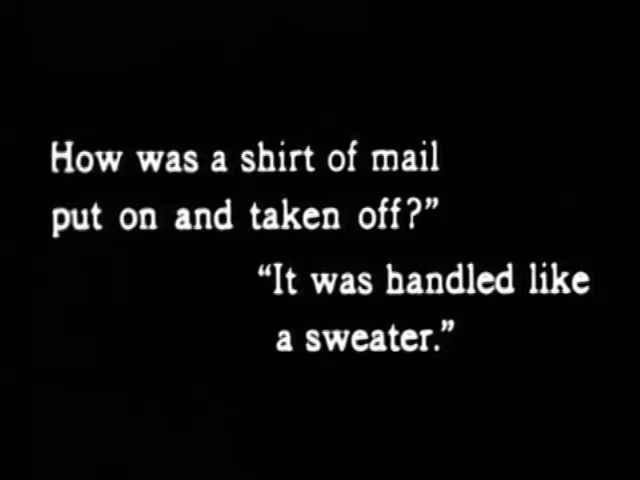 How was a shirt of mail
put on and taken off?”
“It was handled like
a sweater.”